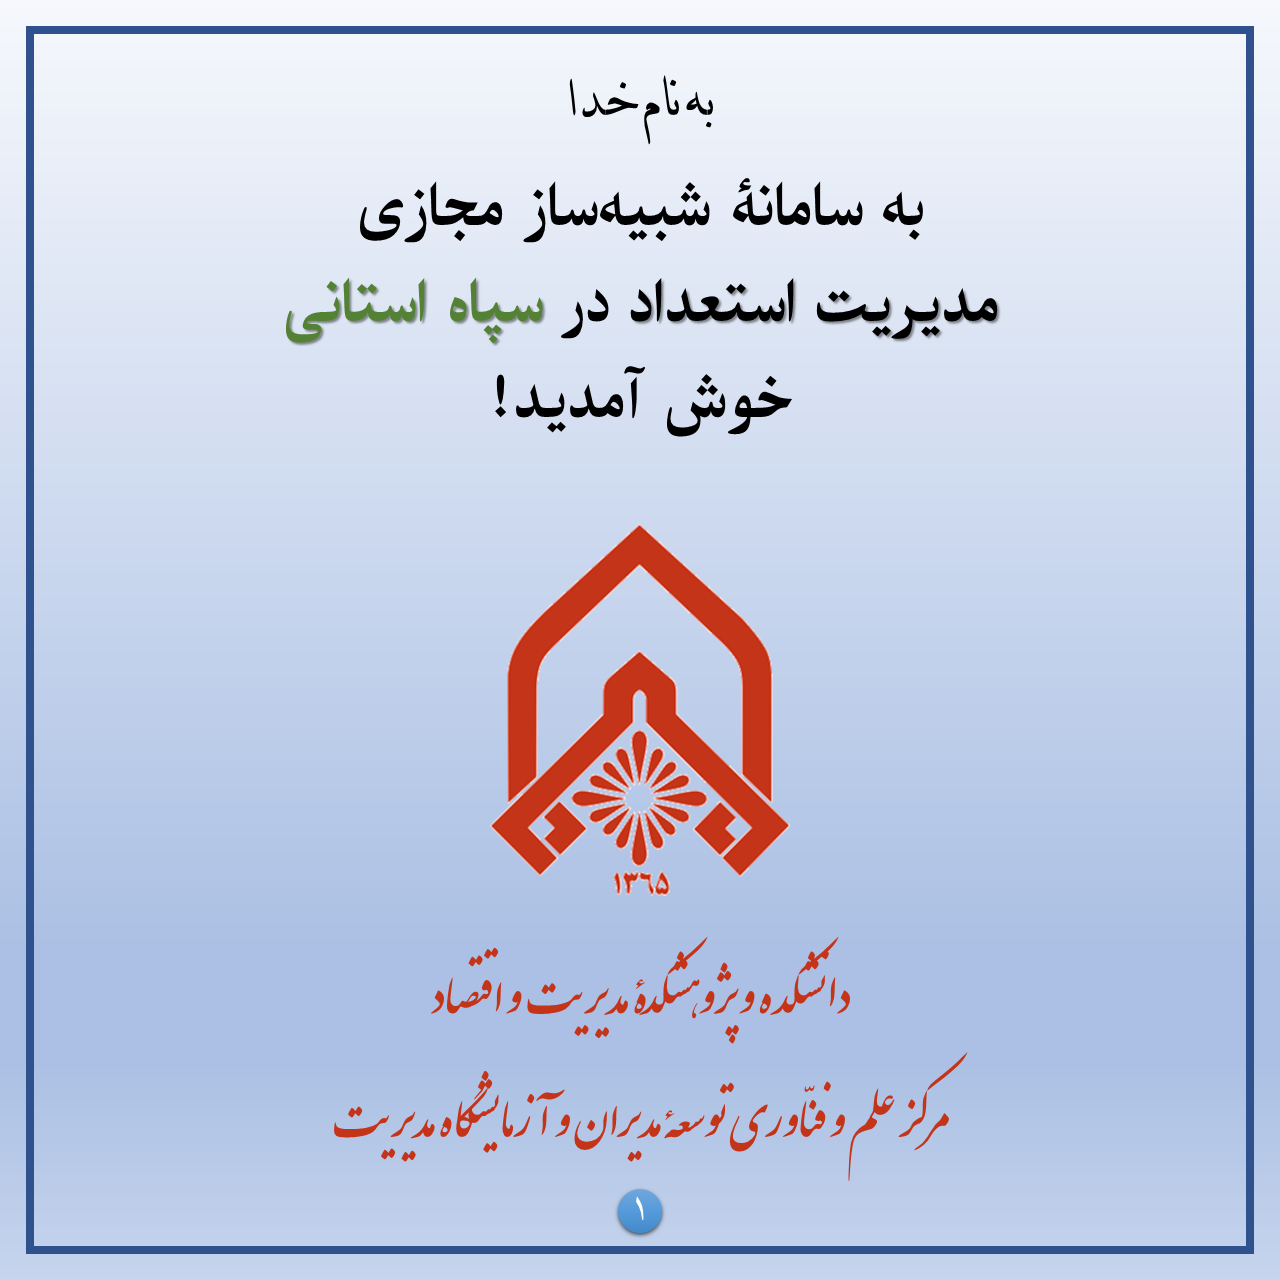 به نام خدا
به سامانهٔ شبیه‌ساز مجازی
مدیریت استعداد در سپاه استانی
خوش آمدید!
۱۳۶۵
دانشکده و پژوهشکدهٔ مدیریت و اقتصاد
مرکز علم و فنّاوری توسعهٔ مدیران و آزمایشگاه مدیریت
۱